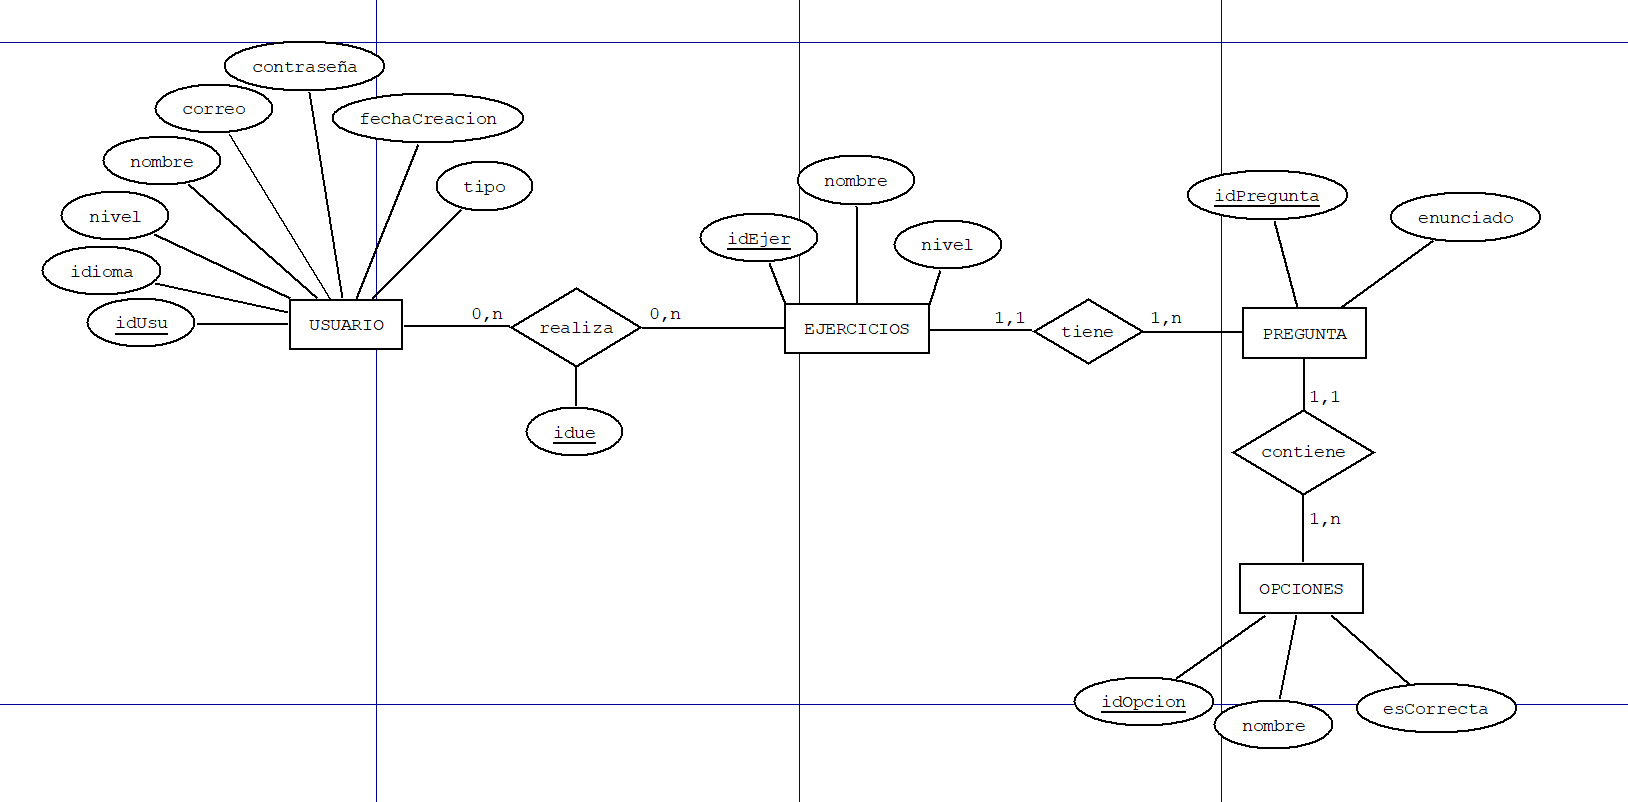 contraseña
correo
fechaCreacion
nombre
tipo
nivel
idioma
idUsu
USUARIO
0,n
realiza
0,n
idue
nombre
idEjer
nivel
EJERCICIOS
1,1
tiene
1,n
idPregunta
enunciado
PREGUNTA
1,1
contiene
1,n
OPCIONES
idOpcion
nombre
esCorrecta